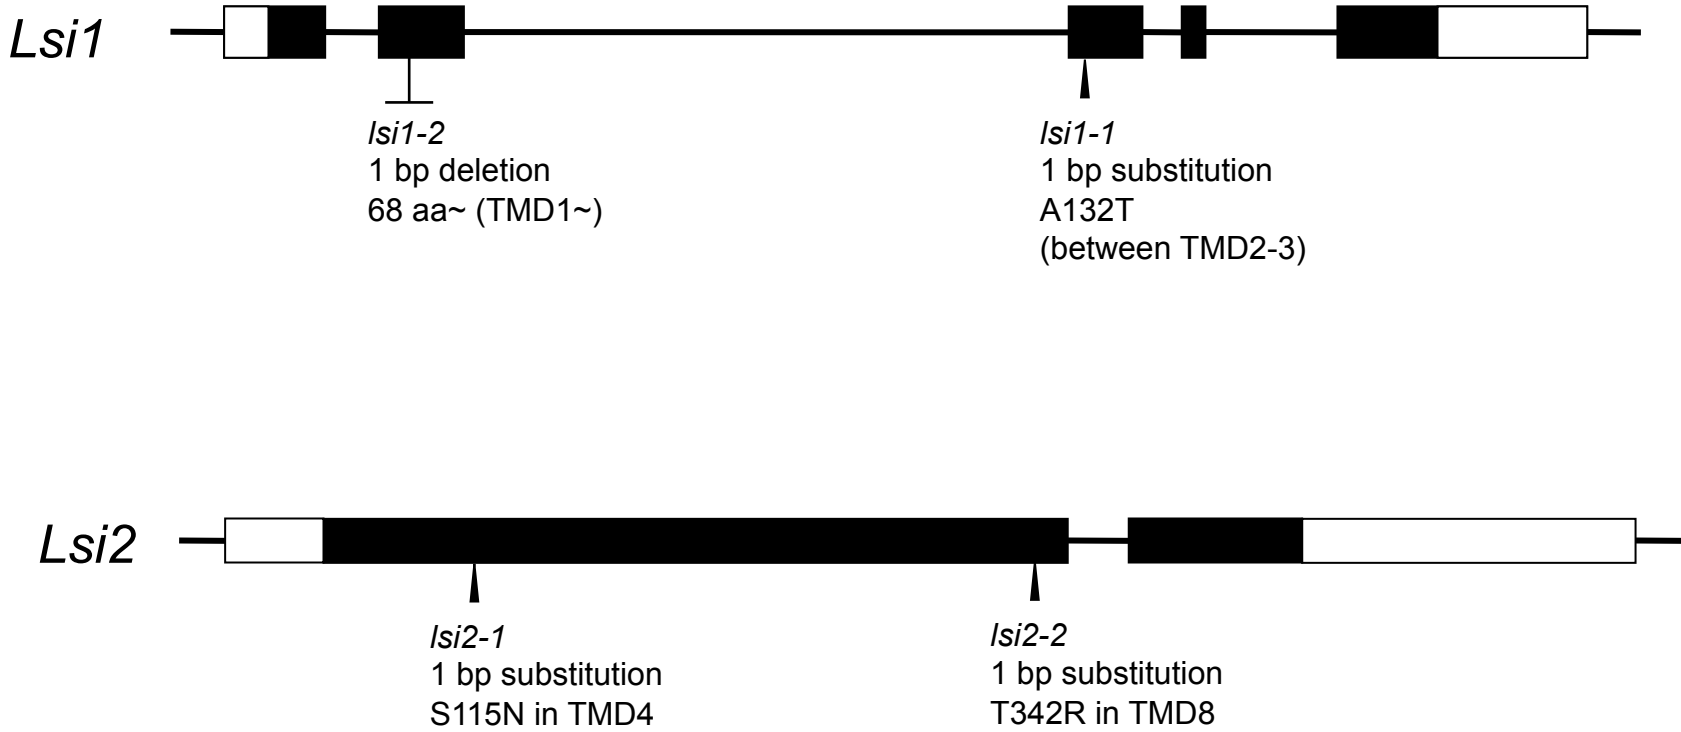 Lsi1
lsi1-2
1 bp deletion
68 aa~ (TMD1~)
lsi1-1
1 bp substitution
A132T
(between TMD2-3)
Lsi2
lsi2-1
1 bp substitution
S115N in TMD4
lsi2-2
1 bp substitution
T342R in TMD8